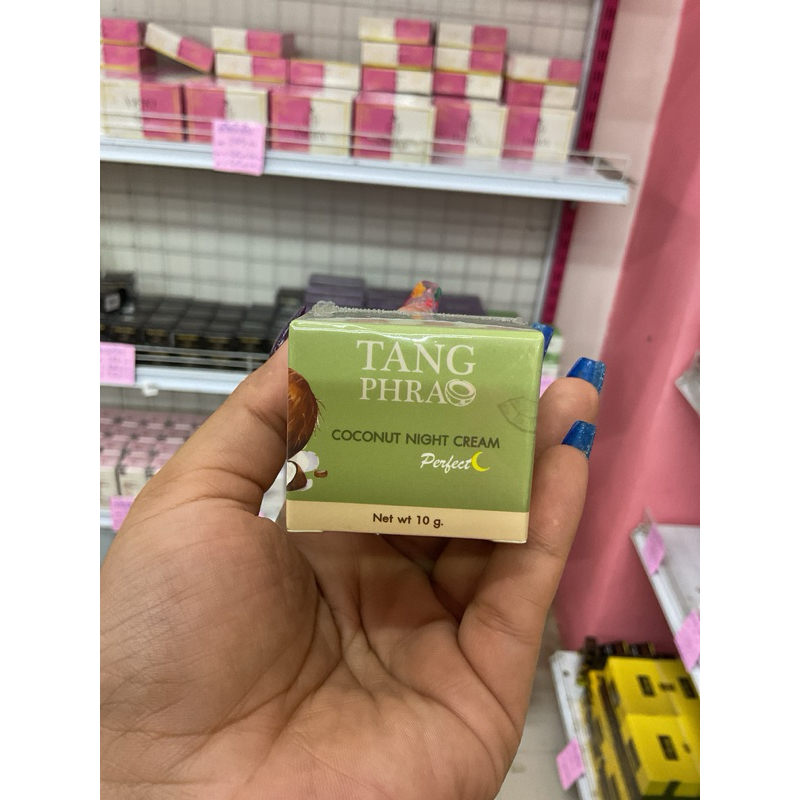 TANG
PHRAO
COCONUT NIGHT CREAM
Perfect
Net wt 10 g.